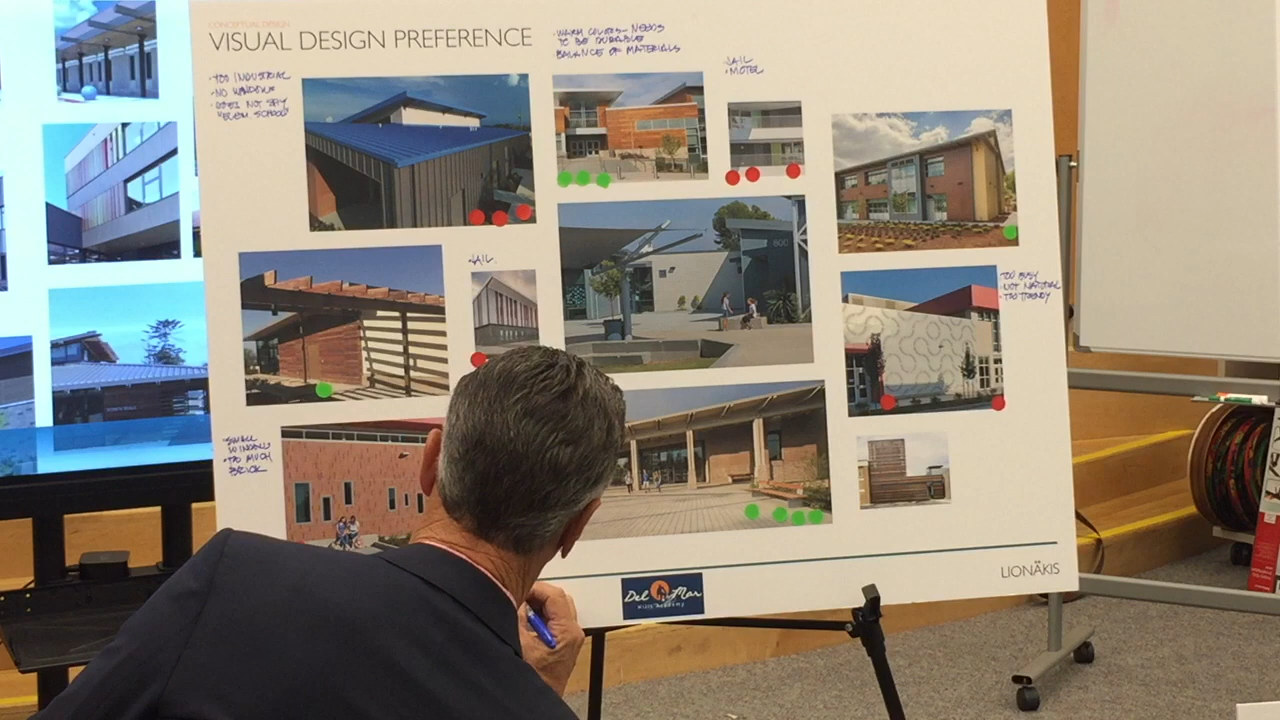 CONCEPTUAL DESIGN
VISUAL DESIGN PREFERENCE
• WARM COLORS - NEEDS
TO BE DURABLE
BALANCE OF MATERIALS
• JAIL
• MOTEL
• TOO INDUSTRIAL
• NO WINDOWS
• DOES NOT SAY
"ELEM. SCHOOL"
• JAIL
800
• TOO BUSY
• NOT NATURAL
• TOO TRENDY
• SMALL
WINDOWS
• TOO MUCH
BRICK
LIONÄKIS
Del Mar